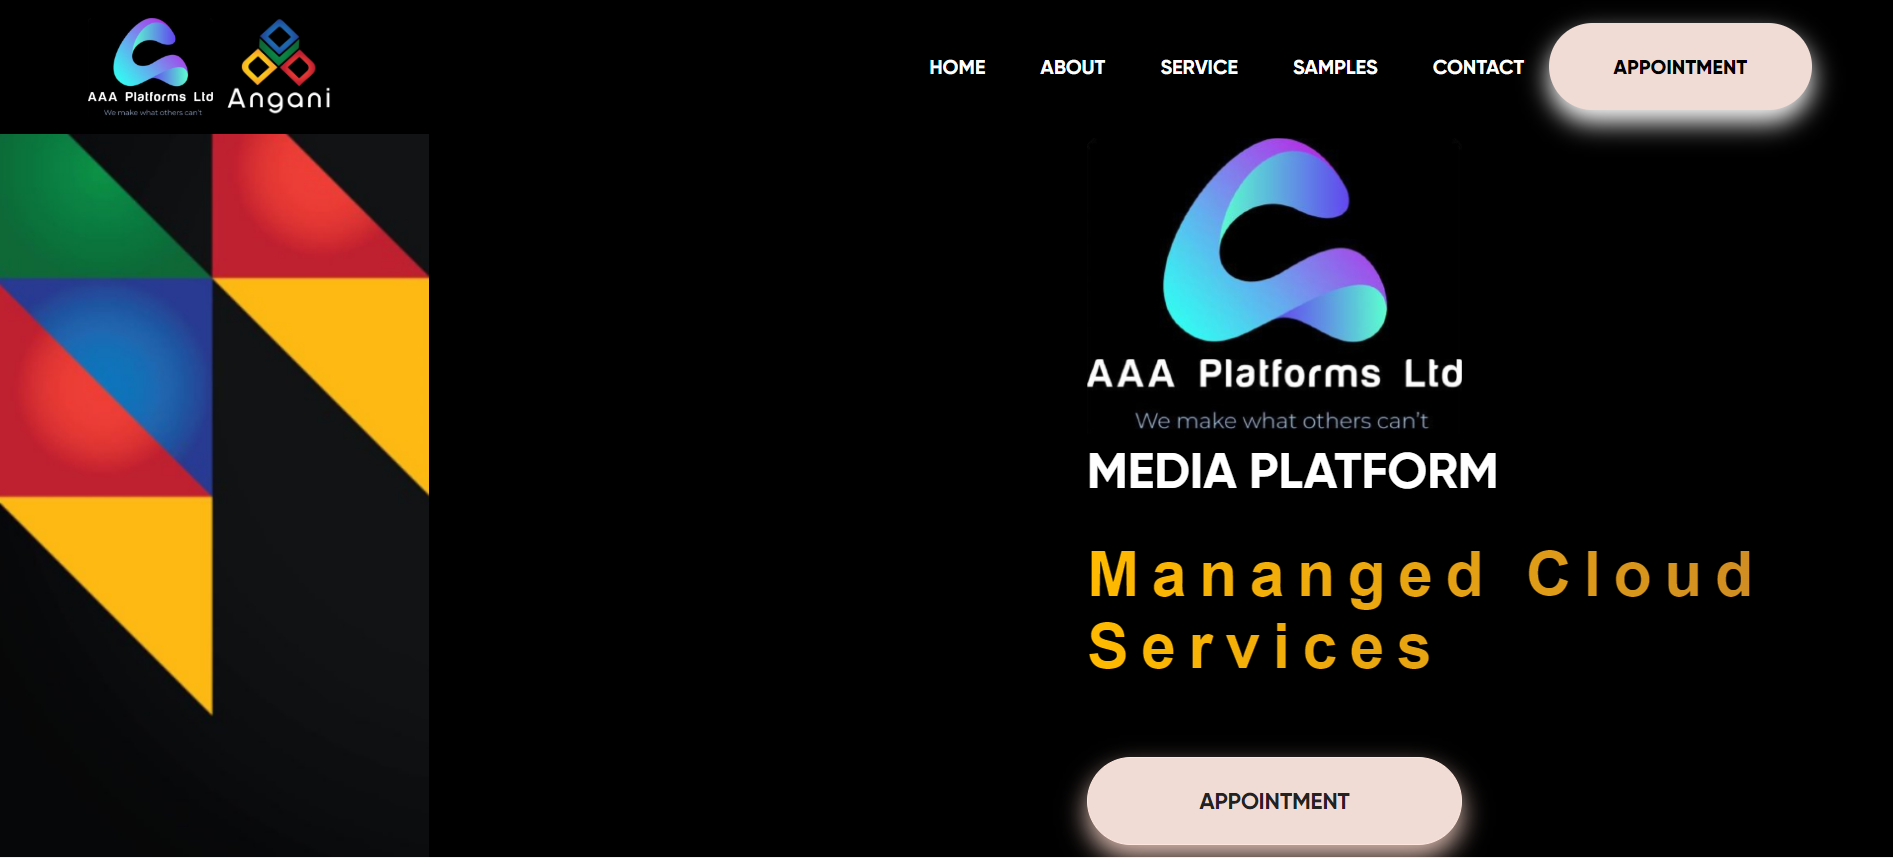 AAA Platforms Ltd
We make what others can't
Angani
HOME
ABOUT
SERVICE
SAMPLES
CONTACT
APPOINTMENT
AAA Platforms Ltd
We make what others can't
MEDIA PLATFORM
Mananged Cloud
Services
APPOINTMENT